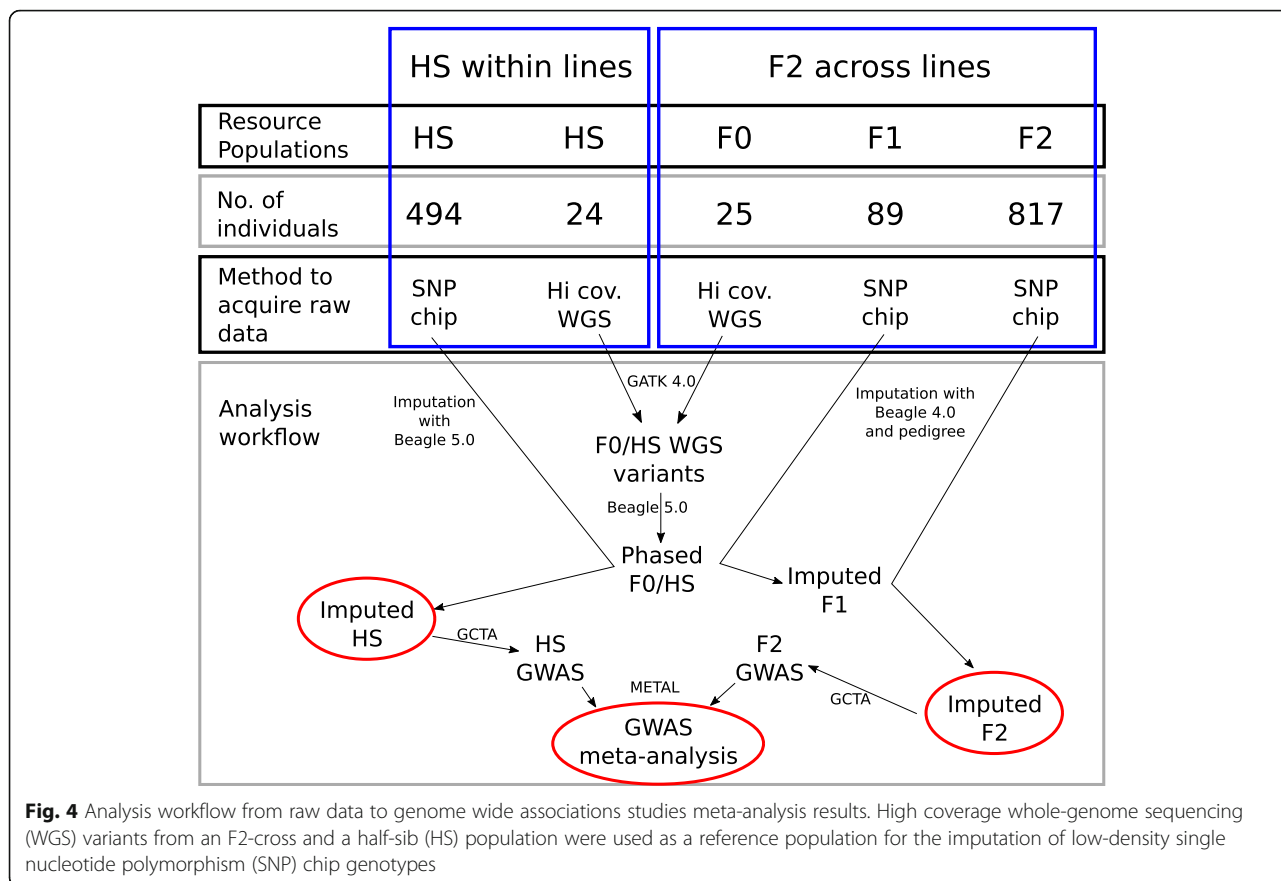 HS within lines
F2 across lines
Resource
Populations
HS
HS
F0
F1
F2
No. of
individuals
494
24
25
89
817
Method to
acquire raw
data
SNP
chip
Hi cov.
WGS
Hi cov.
WGS
SNP
chip
SNP
chip
Analysis
workflow
Imputation
with
Beagle 5.0
GATK 4.0
Imputation with
Beagle 4.0
and pedigree
F0/HS WGS
variants
Beagle 5.0
Phased
F0/HS
Imputed
F1
Imputed
HS
GCTA
HS
GWAS
F2
GWAS
GCTA
Imputed
F2
METAL
GWAS
meta-analysis
Fig. 4 Analysis workflow from raw data to genome wide associations studies meta-analysis results. High coverage whole-genome sequencing
(WGS) variants from an F2-cross and a half-sib (HS) population were used as a reference population for the imputation of low-density single
nucleotide polymorphism (SNP) chip genotypes